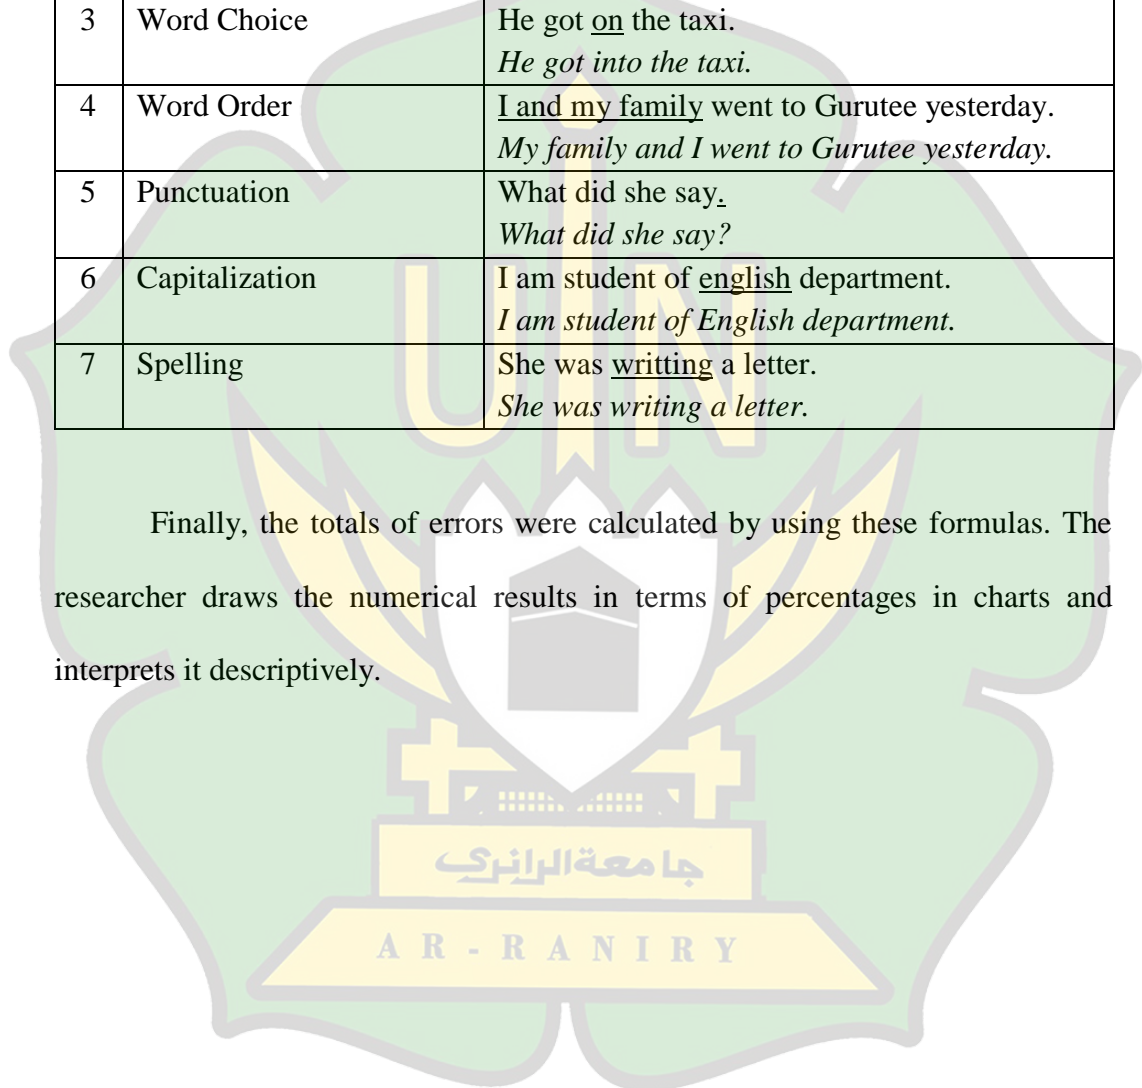 3 Word Choice He got on the taxi.
He got into the taxi.
4 Word Order I and my family went to Gurutee yesterday.
My family and I went to Gurutee yesterday.
5 Punctuation What did she say.
What did she say?
6 Capitalization I am student of english department.
I am student of English department.
7 Spelling She was writting a letter.
She was writing a letter.
UIN
Finally, the totals of errors were calculated by using these formulas. The
researcher draws the numerical results in terms of percentages in charts and
interprets it descriptively.
جامعة الرانري
AR-RANIRY